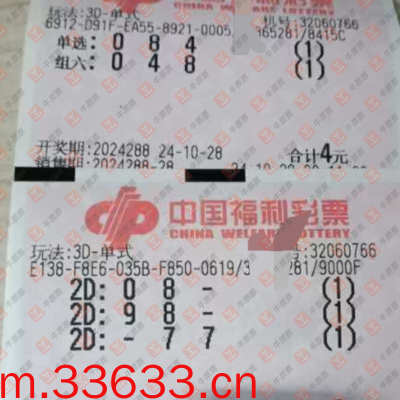 玩法:3D-单式
机号:32060766
6912-D91F-EA55-8921-0005
365281/8415C
单选: 0 8 4 (1)
组六: 0 4 8 (1)
开奖期:2024288 24-10-28 合计4元
销售期:2024288-28
中国福利彩票
CHINA WELFARE LOTTERY
玩法:3D-单式 :32060766
E138-F8E6-035B-F850-0619/3 281/9000F
2D: 0 8 - (1)
2D: 9 8 - (1)
2D: - 7 7 (1)
m.33633.cn